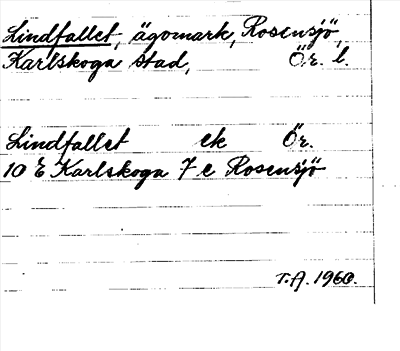 Lindfallet, ägomark, Rosensjö,
Karlskoga stad, Ör. l.
Lindfallet ek Ör.
10 E Karlskoga 7 e Rosensjö
T.A. 1960.